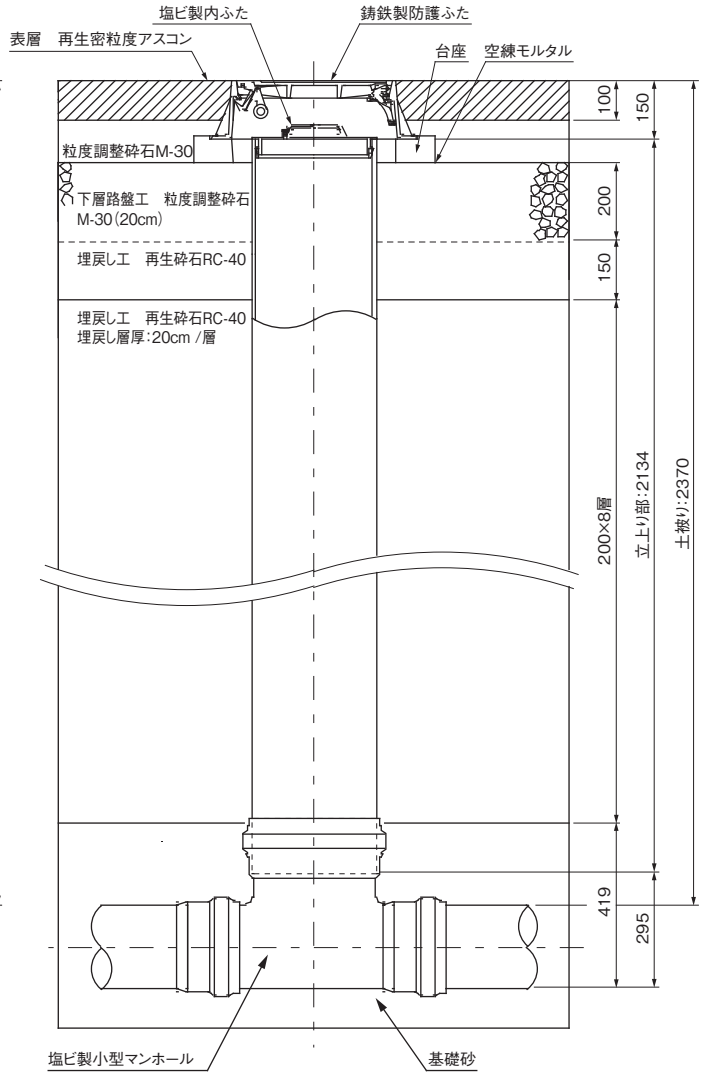 塩ビ製内ふた
鋳鉄製防護ふた
表層　再生密粒度アスコン
台座
空練モルタル
100
150
粒度調整砕石M-30
下層路盤工　粒度調整砕石
M-30(20cm)
200
埋戻し工　再生砕石RC-40
150
埋戻し工　再生砕石RC-40
埋戻し層厚:20cm /層
200×8層
立上り部:2134
土被り:2370
419
295
塩ビ製小型マンホール
基礎砂